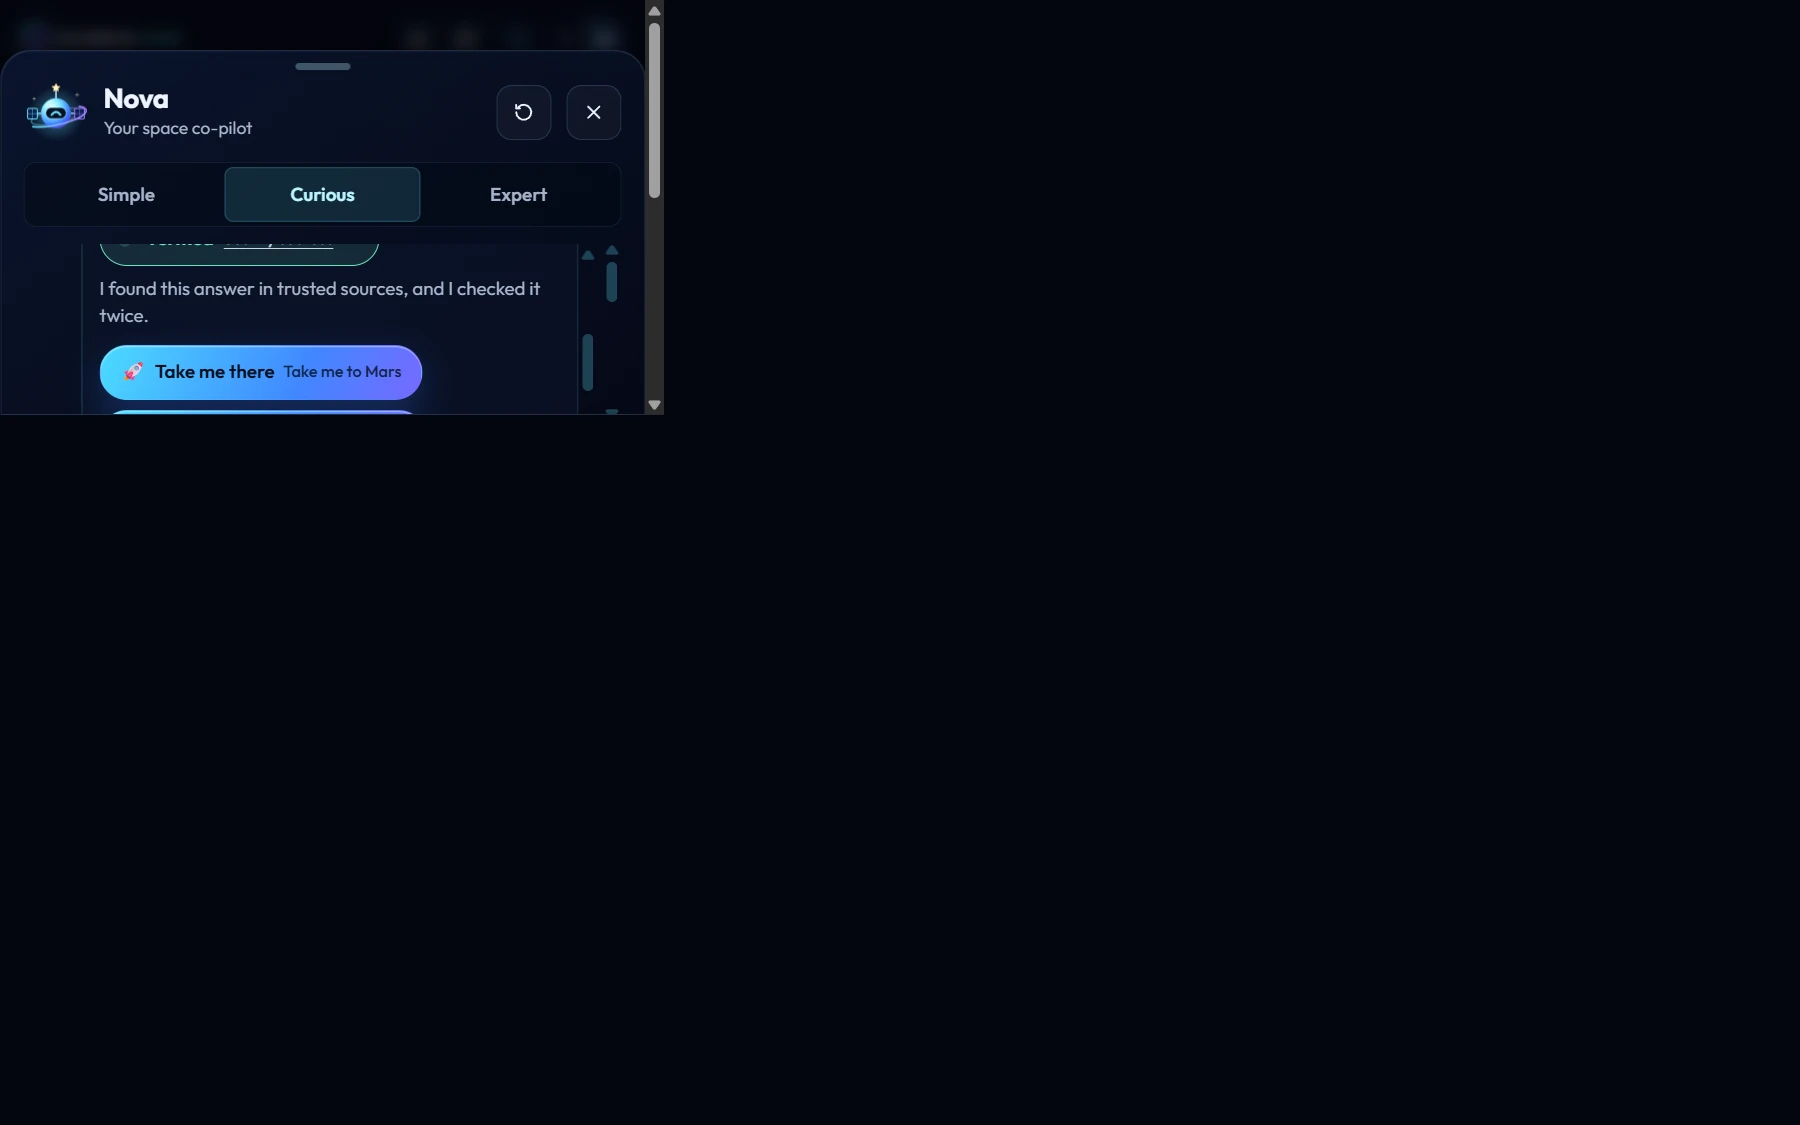 Nova
Your space co-pilot
Simple
Curious
Expert
I found this answer in trusted sources, and I checked it
twice.
Take me there Take me to Mars